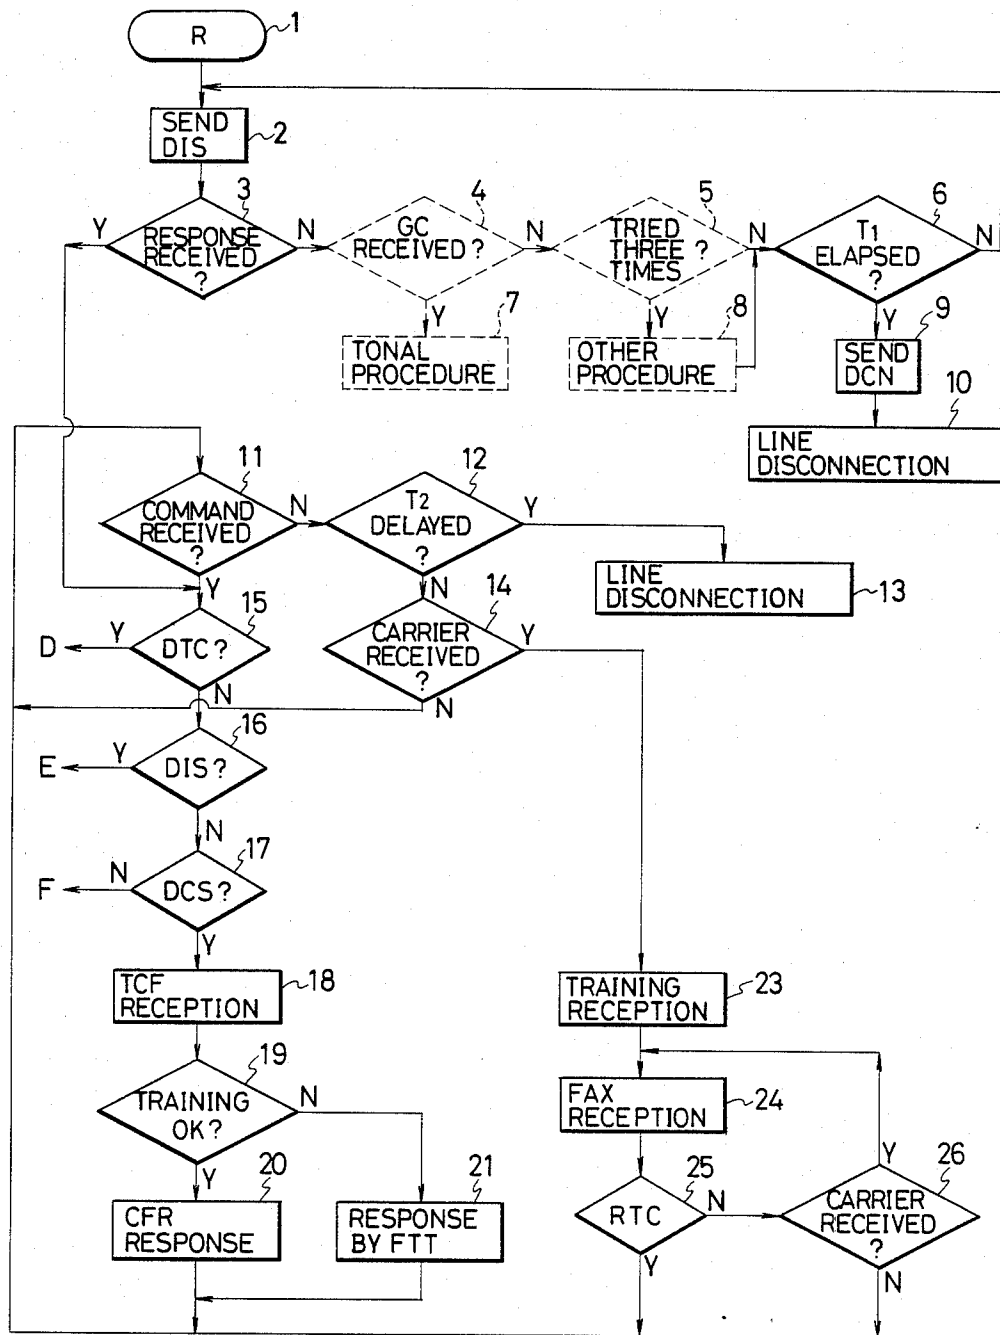 1
R
SEND
DIS
2
3
Y
RESPONSE
RECEIVED
?
N
4
GC
RECEIVED ?
N
5
TRIED
THREE ?
TIMES
N
6
T1
ELAPSED
?
N
Y
7
TONAL
PROCEDURE
Y
8
OTHER
PROCEDURE
Y
9
SEND
DCN
10
LINE
DISCONNECTION
11
COMMAND
RECEIVED
?
N
12
T2
DELAYED
?
Y
LINE
DISCONNECTION
13
Y
N
14
CARRIER
RECEIVED
?
Y
N
15
D
Y
DTC ?
N
16
E
Y
DIS ?
N
17
F
N
DCS ?
Y
TCF
RECEPTION
18
19
TRAINING
OK ?
N
Y
20
CFR
RESPONSE
21
RESPONSE
BY FTT
TRAINING
RECEPTION
23
FAX
RECEPTION
24
25
RTC
N
Y
Y
26
CARRIER
RECEIVED
?
N